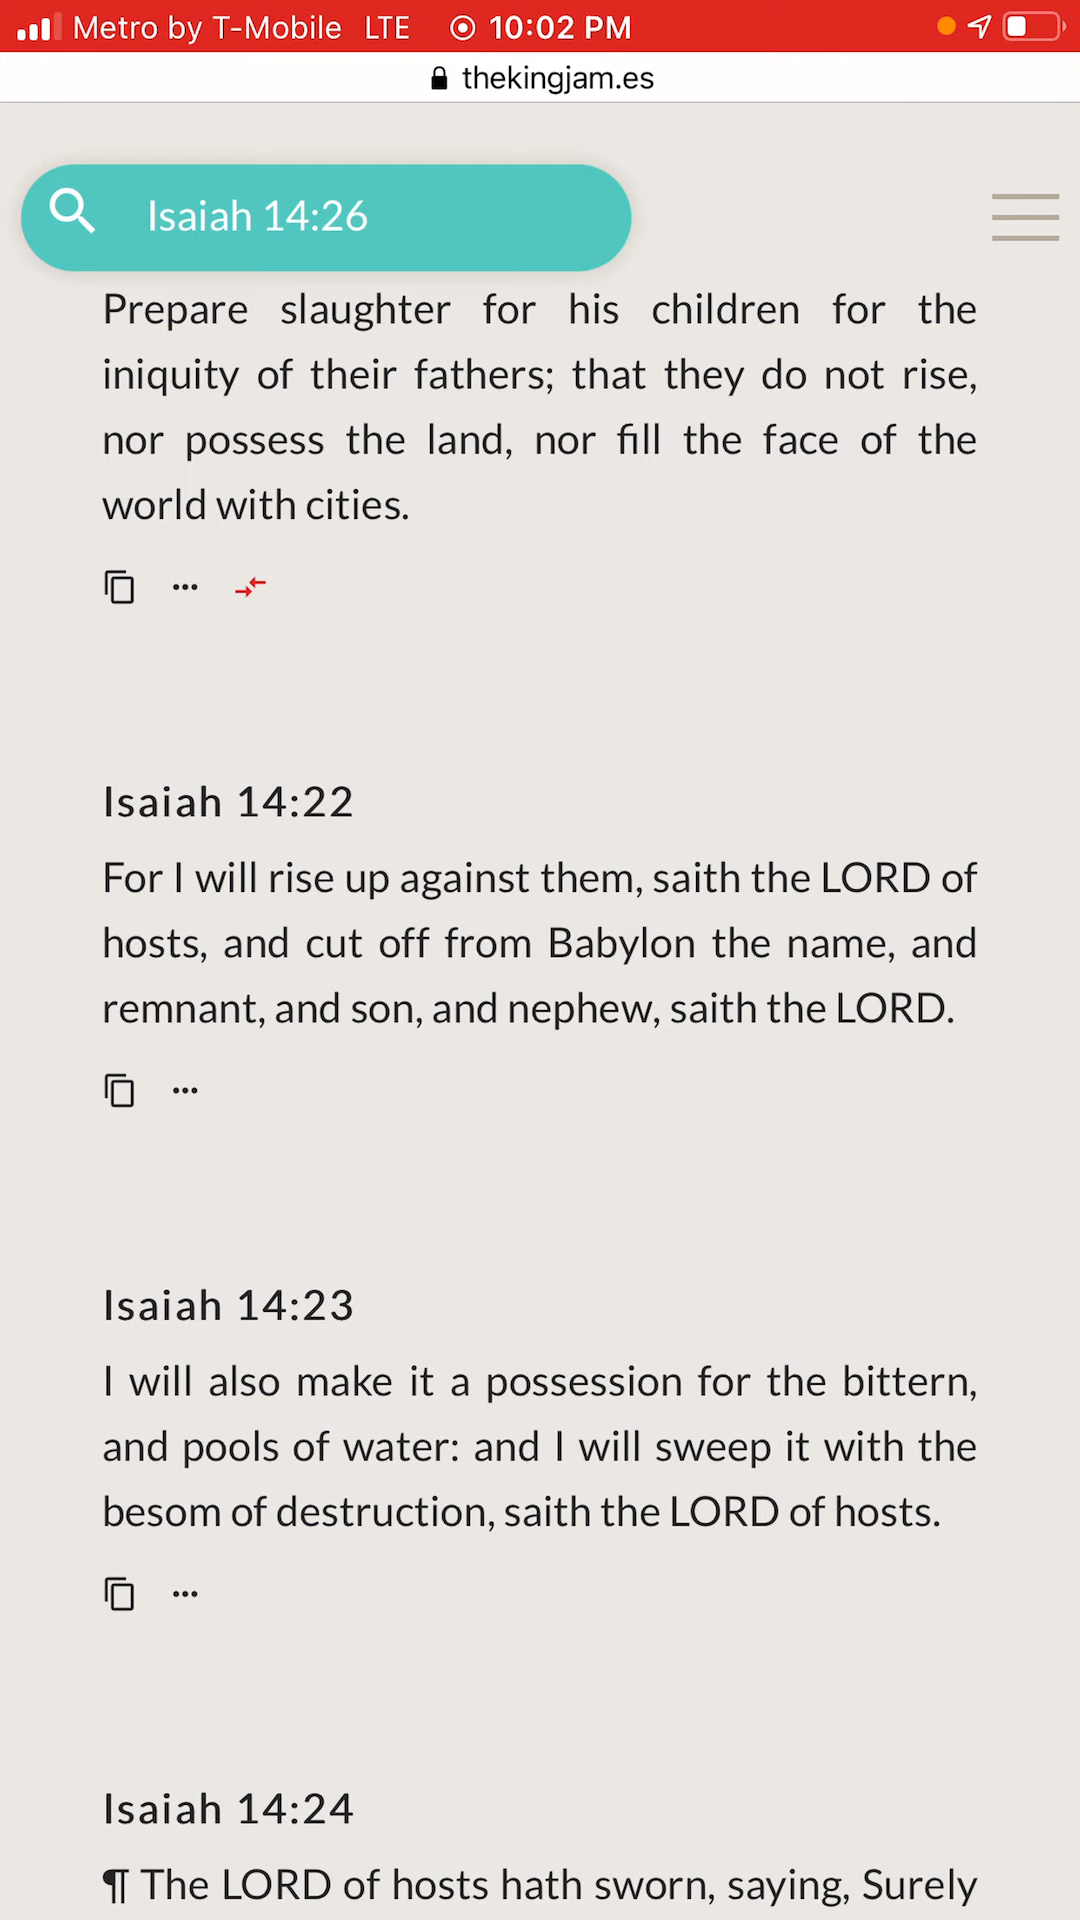 Metro by T-Mobile LTE 10:02 PM
thekingjam.es
Isaiah 14:26
Prepare slaughter for his children for the
iniquity of their fathers; that they do not rise,
nor possess the land, nor fill the face of the
world with cities.
Isaiah 14:22
For I will rise up against them, saith the LORD of
hosts, and cut off from Babylon the name, and
remnant, and son, and nephew, saith the LORD.
Isaiah 14:23
I will also make it a possession for the bittern,
and pools of water: and I will sweep it with the
besom of destruction, saith the LORD of hosts.
Isaiah 14:24
¶ The LORD of hosts hath sworn, saying, Surely